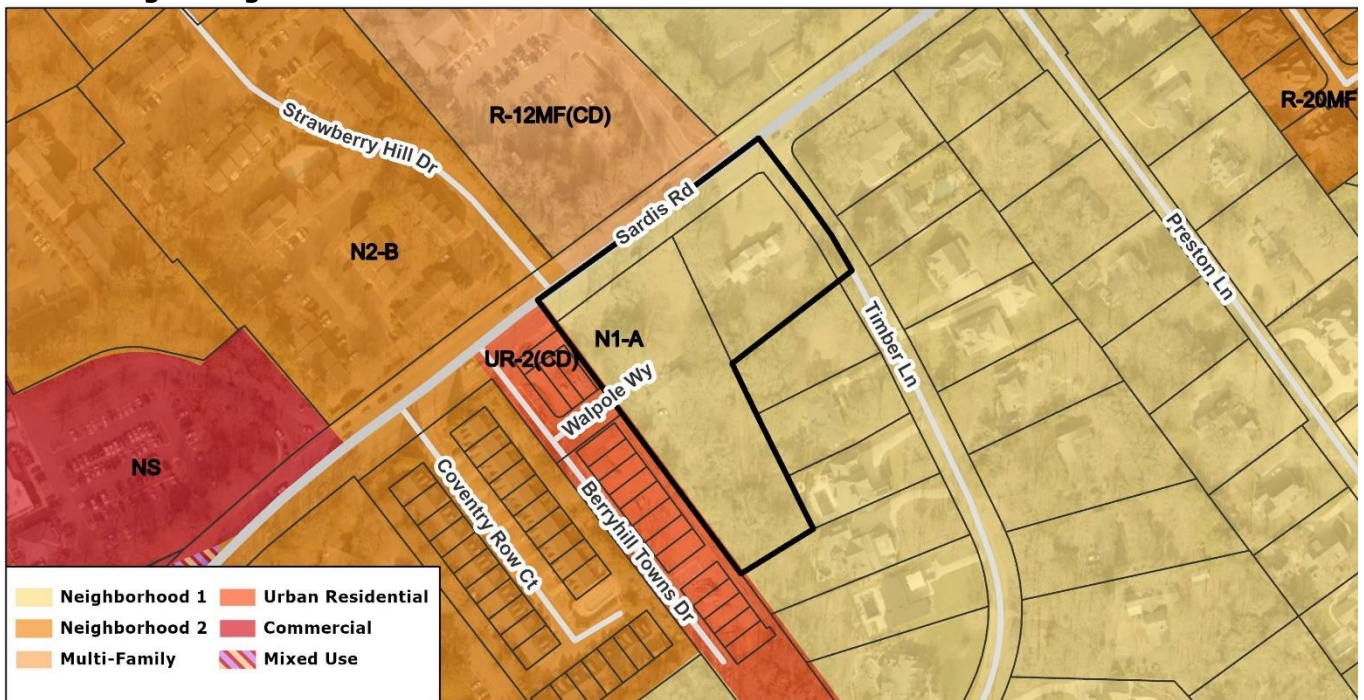 R-12MF(CD)
R-20MF
Strawberry Hill Dr
Sardis Rd
N2-B
Preston Ln
Timber Ln
N1-A
UR-2(CD)
Walpole Wy
NS
Coventry Row Ct
Berryhill Towns Dr
Neighborhood 1
Urban Residential
Neighborhood 2
Commercial
Multi-Family
Mixed Use